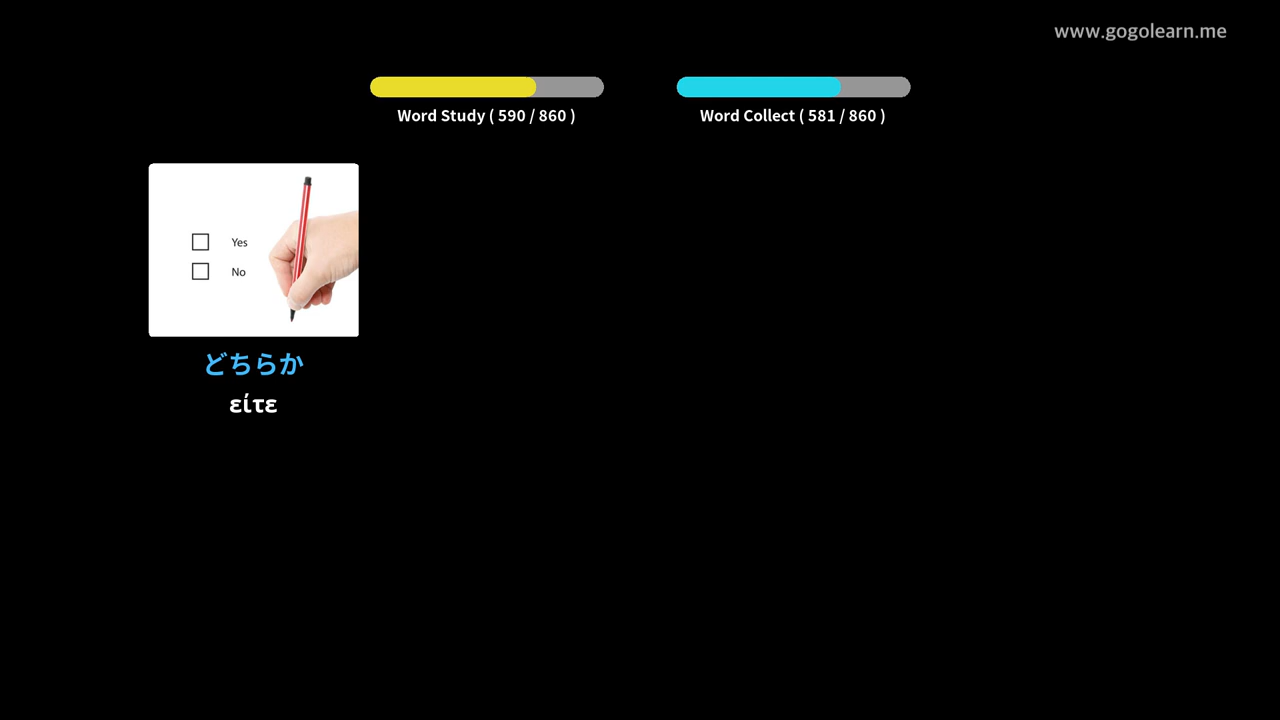 www.gogolearn.me
Word Study ( 590 / 860 )
Word Collect ( 581 / 860 )
Yes
No
どちらか
είτε